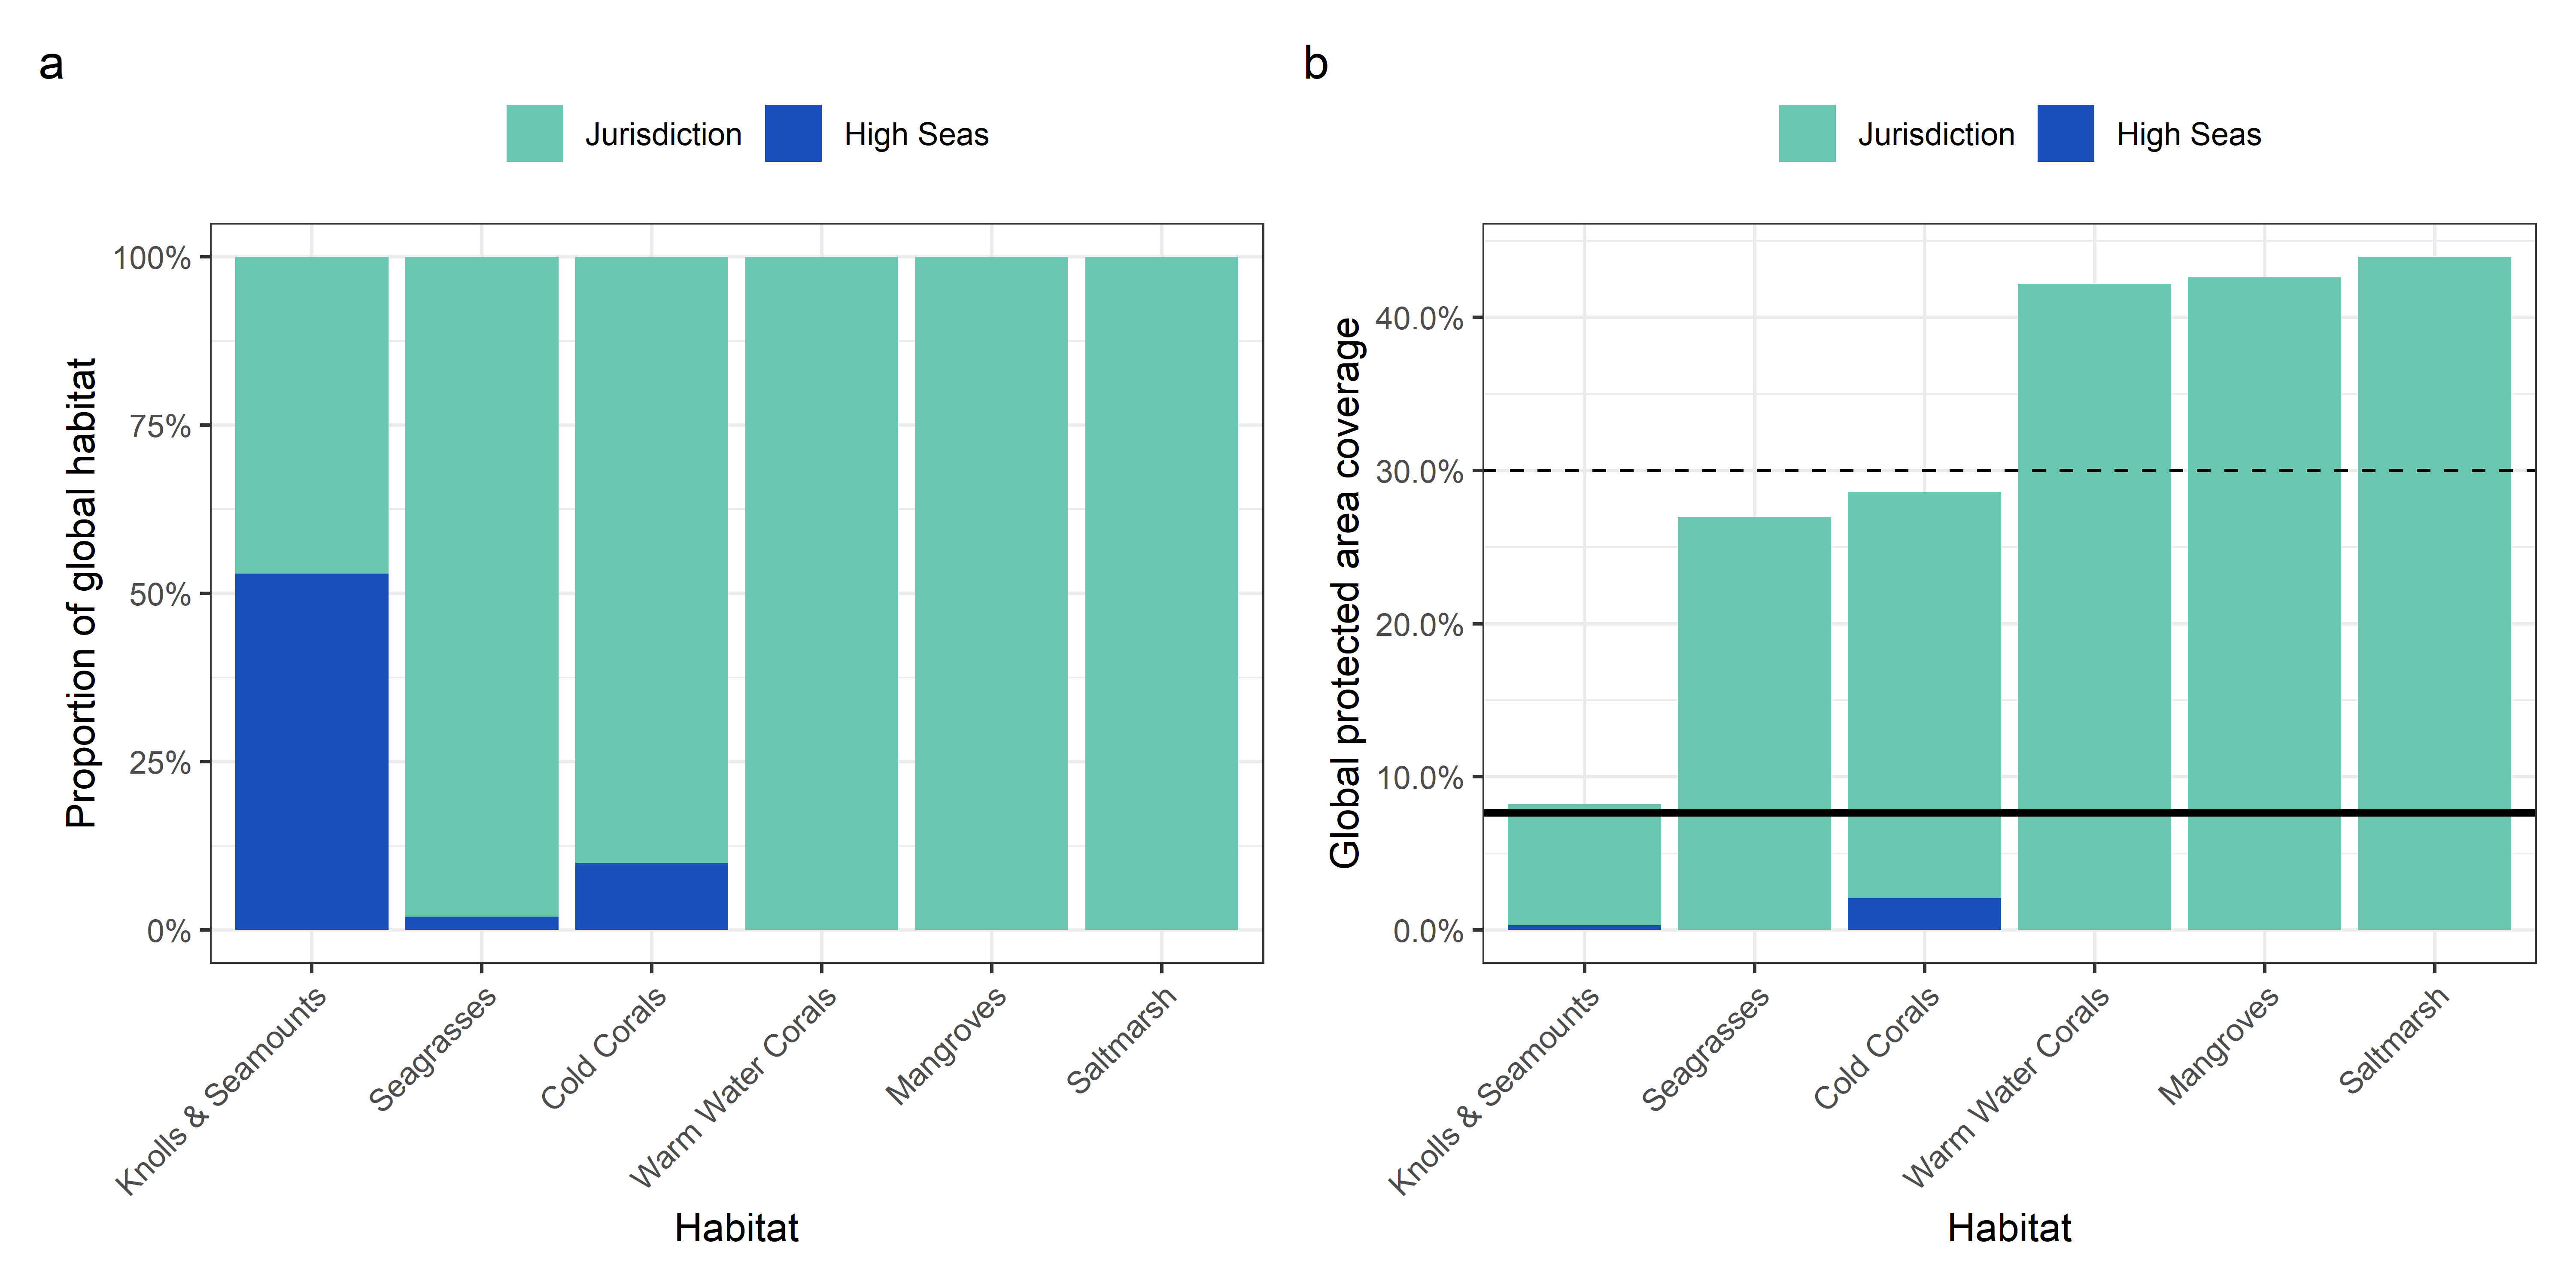 a
Jurisdiction High Seas
Proportion of global habitat
100%
75%
50%
25%
0%
Knolls & Seamounts
Seagrasses
Cold Corals
Warm Water Corals
Mangroves
Saltmarsh
Habitat
b
Jurisdiction High Seas
Global protected area coverage
40.0%
30.0%
20.0%
10.0%
0.0%
Knolls & Seamounts
Seagrasses
Cold Corals
Warm Water Corals
Mangroves
Saltmarsh
Habitat